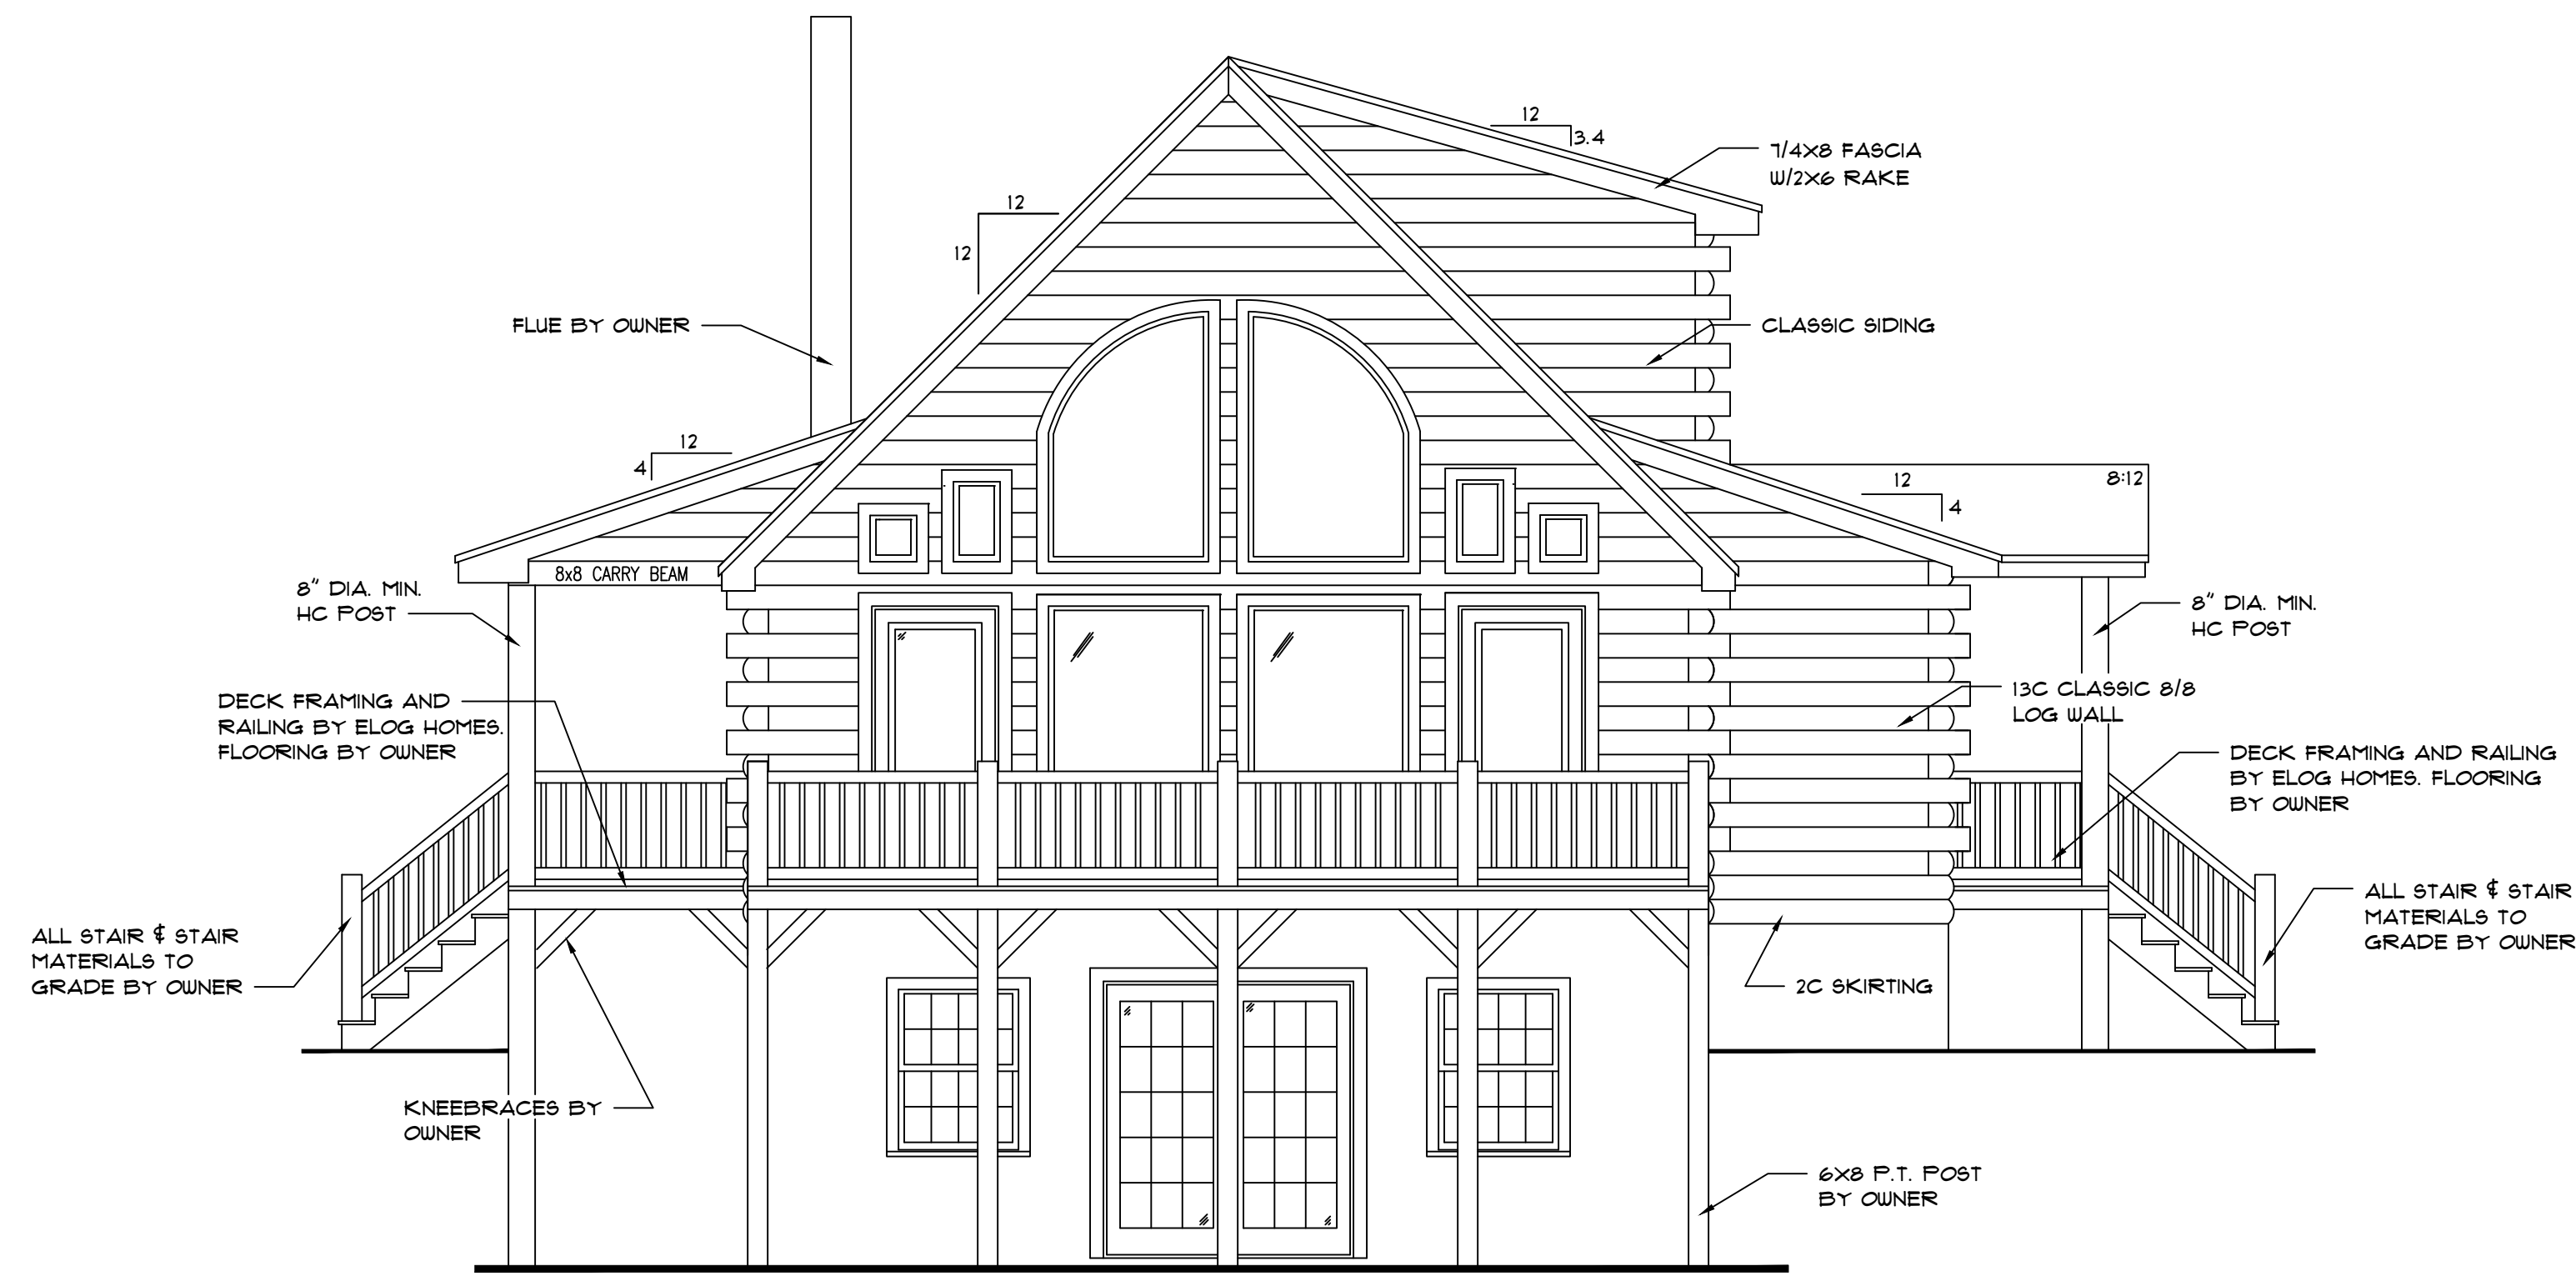 12
3.4
7/4X8 FASCIA
W/2X6 RAKE
12
12
FLUE BY OWNER
CLASSIC SIDING
12
4
12
4
8:12
8x8 CARRY BEAM
8" DIA. MIN.
HC POST
8" DIA. MIN.
HC POST
DECK FRAMING AND
RAILING BY ELOG HOMES.
FLOORING BY OWNER
13C CLASSIC 8/8
LOG WALL
DECK FRAMING AND RAILING
BY ELOG HOMES. FLOORING
BY OWNER
ALL STAIR & STAIR
MATERIALS TO
GRADE BY OWNER
ALL STAIR & STAIR
MATERIALS TO
GRADE BY OWNER
2C SKIRTING
KNEEBRACES BY
OWNER
6X8 P.T. POST
BY OWNER